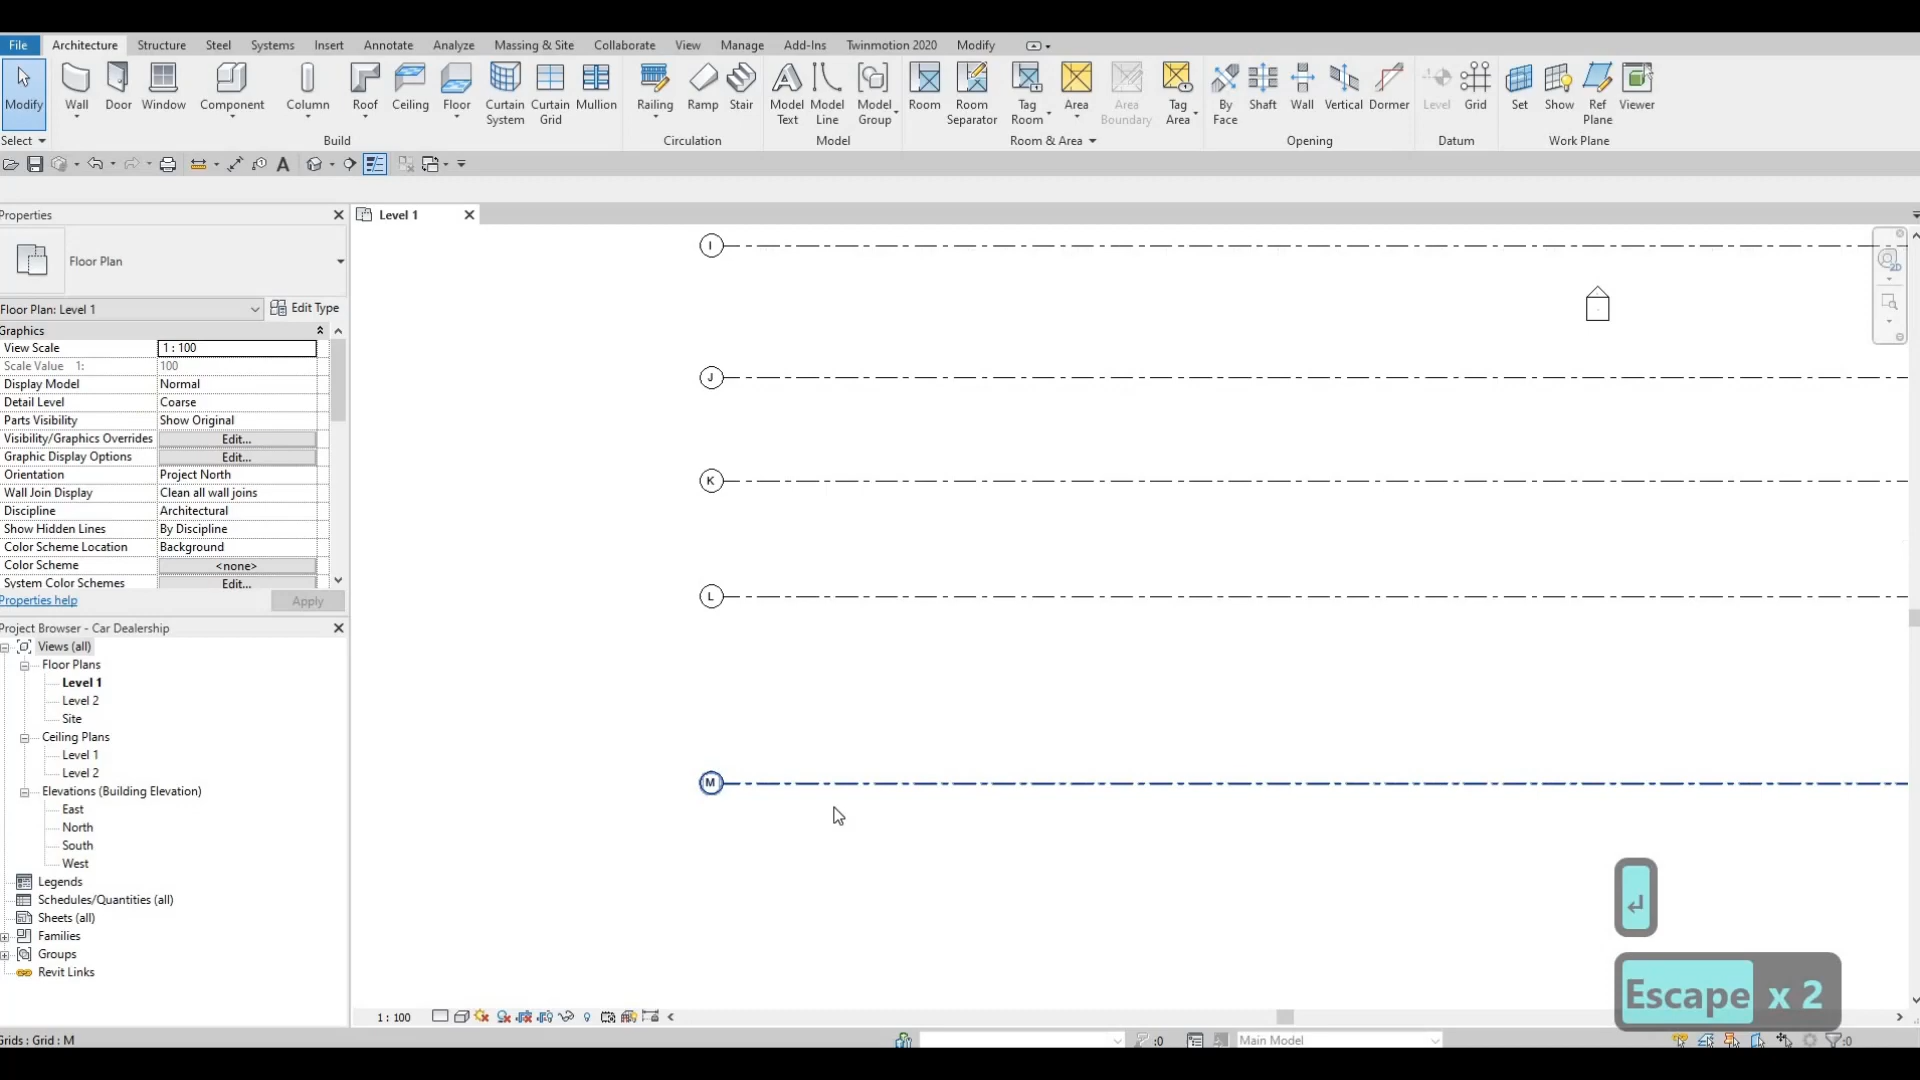 File Architecture Structure Steel Systems Insert Annotate Analyze Massing & Site Collaborate View Manage Add-Ins Twinmotion 2020 Modify
Modify Wall Door Window Component Column Roof Ceiling Floor Curtain System Curtain Grid Mullion Railing Ramp Stair Model Text Model Line Model Group Room Room Separator Tag Room Area Area Boundary Tag Area By Face Shaft Wall Vertical Dormer Level Grid Set Show Ref Plane Viewer
Select Build Circulation Model Room & Area Opening Datum Work Plane
A
Properties
Level 1
Floor Plan
Floor Plan: Level 1 Edit Type
Graphics
View Scale 1 : 100
Scale Value 1: 100
Display Model Normal
Detail Level Coarse
Parts Visibility Show Original
Visibility/Graphics Overrides Edit...
Graphic Display Options Edit...
Orientation Project North
Wall Join Display Clean all wall joins
Discipline Architectural
Show Hidden Lines By Discipline
Color Scheme Location Background
Color Scheme <none>
System Color Schemes Edit...
Properties help Apply
Project Browser - Car Dealership
Views (all)
Floor Plans
Level 1
Level 2
Site
Ceiling Plans
Level 1
Level 2
Elevations (Building Elevation)
East
North
South
West
Legends
Schedules/Quantities (all)
Sheets (all)
Families
Groups
Revit Links
I
2D
J
K
L
M
Escape x 2
1 : 100
Grids : Grid : M :0 Main Model :0